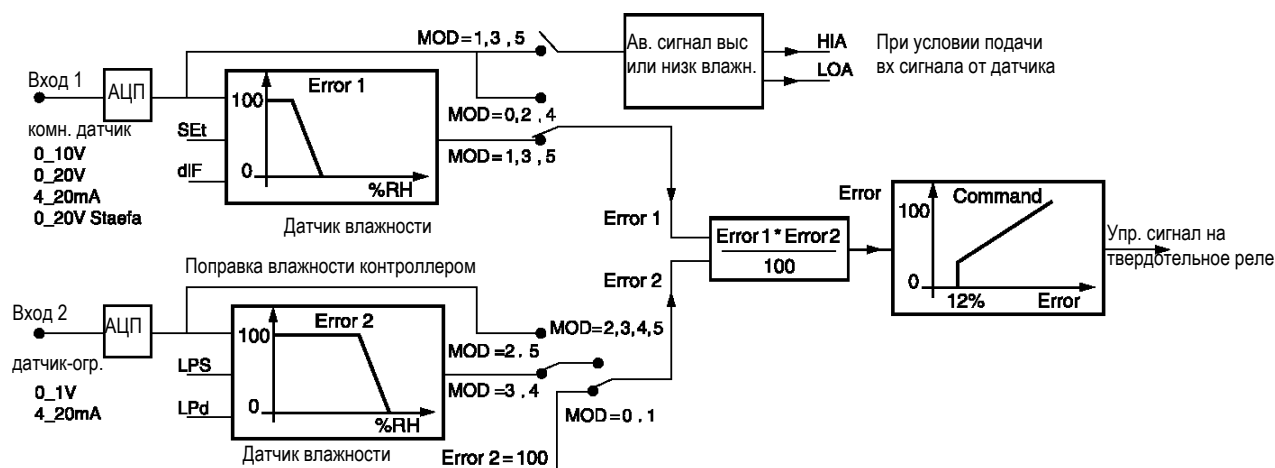 MOD=1,3 , 5
Ав. сигнал выс
или низк влажн.
HIA
LOA
При условии подачи
вх сигнала от датчика
Вход 1
АЦП
комн. датчик
0_10V
0_20V
4_20mA
0_20V Staefa
SEt
dIF
Error 1
100
0
%RH
Датчик влажности
MOD=0,2 , 4
MOD=1,3 , 5
Error 1
Error 1 * Error 2
100
Error 2
Error
Command
100
0
12%
Error
Упр. сигнал на
твердотельное реле
Поправка влажности контроллером
Вход 2
АЦП
датчик-огр.
0_1V
4_20mA
LPS
LPd
Error 2
100
0
%RH
Датчик влажности
MOD=2,3,4,5
MOD =2 . 5
MOD =3 , 4
MOD=0 . 1
Error 2=100